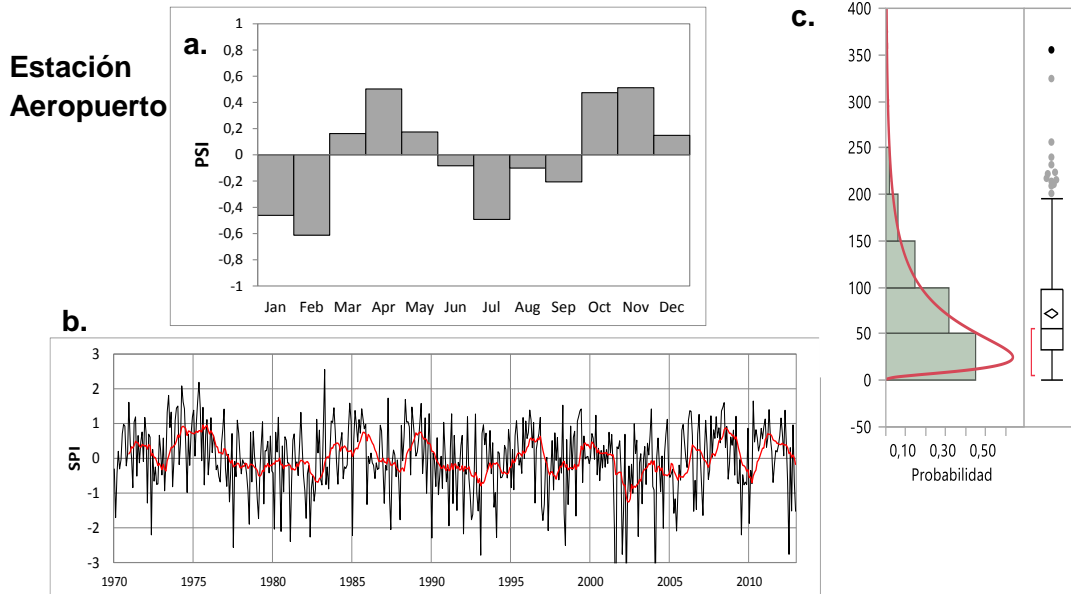 Estación
Aeropuerto
a.
PSI
1
0,8
0,6
0,4
0,2
0
-0,2
-0,4
-0,6
-0,8
-1
Jan Feb Mar Apr May Jun Jul Aug Sep Oct Nov Dec
b.
SPI
3
2
1
0
-1
-2
-3
1970 1975 1980 1985 1990 1995 2000 2005 2010
c.
400
350
300
250
200
150
100
50
0
-50
0,10 0,30 0,50
Probabilidad